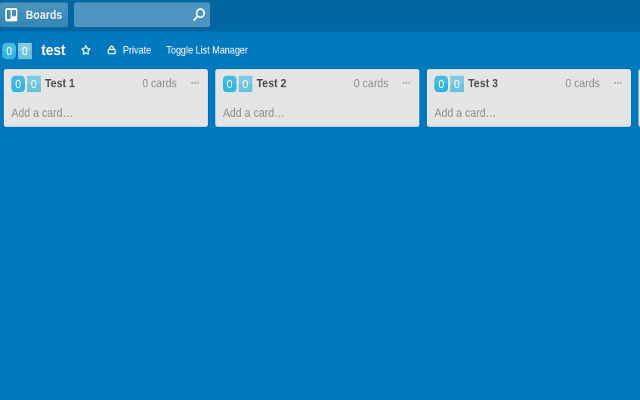 Boards
0 0 test Private Toggle List Manager
0 0 Test 1 0 cards ... 0 0 Test 2 0 cards ... 0 0 Test 3 0 cards ...
Add a card… Add a card… Add a card…